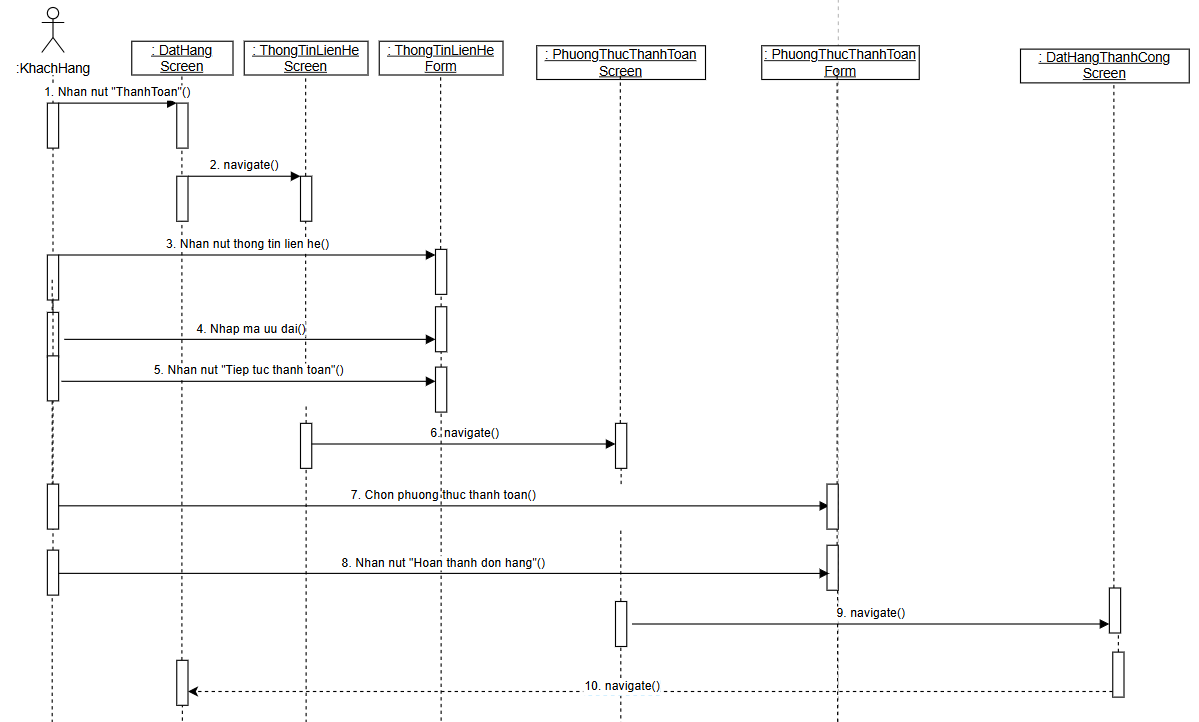 :KhachHang
: DatHang
Screen
: ThongTinLienHe
Screen
: ThongTinLienHe
Form
: PhuongThucThanhToan
Screen
: PhuongThucThanhToan
Form
: DatHangThanhCong
Screen
1. Nhan nut "ThanhToan"()
2. navigate()
3. Nhan nut thong tin lien he()
4. Nhap ma uu dai()
5. Nhan nut "Tiep tuc thanh toan"()
6. navigate()
7. Chon phuong thuc thanh toan()
8. Nhan nut "Hoan thanh don hang"()
9. navigate()
10. navigate()